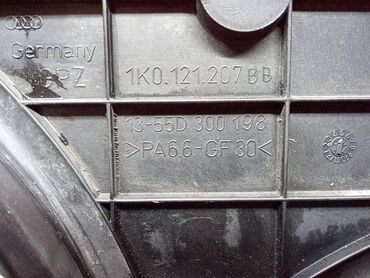 Germany
1K0.121.207 BB
13-55D 300 198
>PA6.6-GF30<